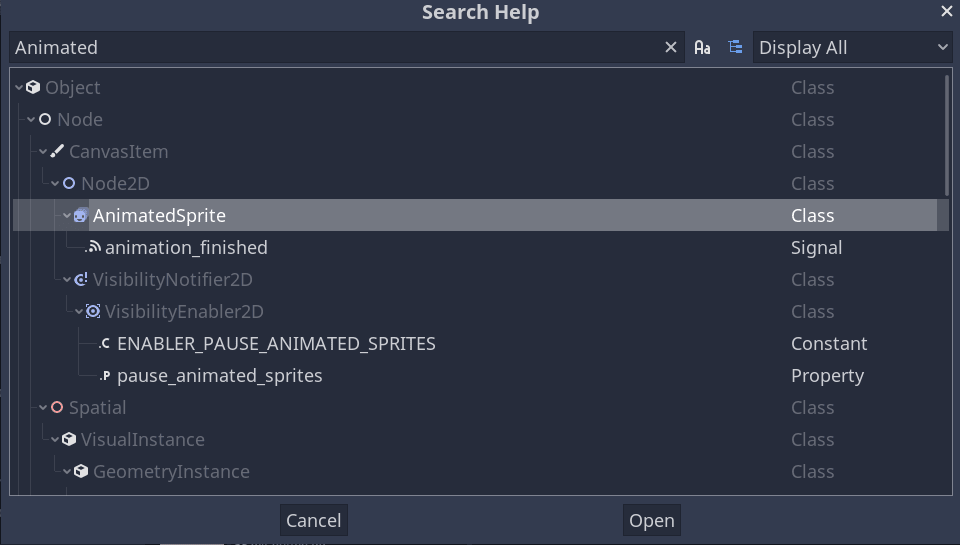 Search Help
Animated Aa Display All
Object Class
Node Class
CanvasItem Class
Node2D Class
AnimatedSprite Class
animation_finished Signal
VisibilityNotifier2D Class
VisibilityEnabler2D Class
.C ENABLER_PAUSE_ANIMATED_SPRITES Constant
.P pause_animated_sprites Property
Spatial Class
VisualInstance Class
GeometryInstance Class
Cancel Open